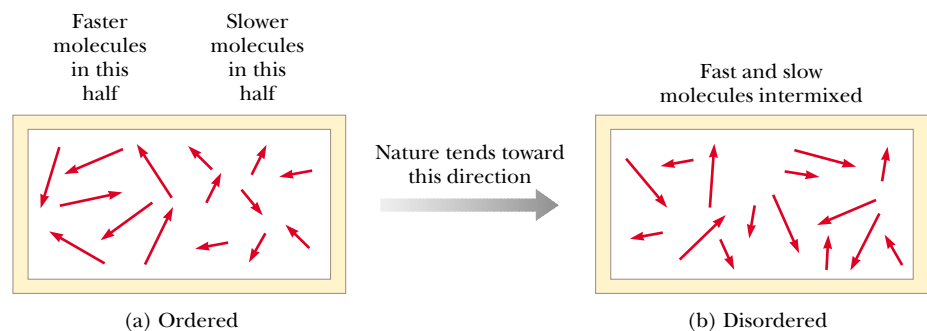 Faster
molecules
in this
half
Slower
molecules
in this
half
Nature tends toward
this direction
Fast and slow
molecules intermixed
(a) Ordered
(b) Disordered